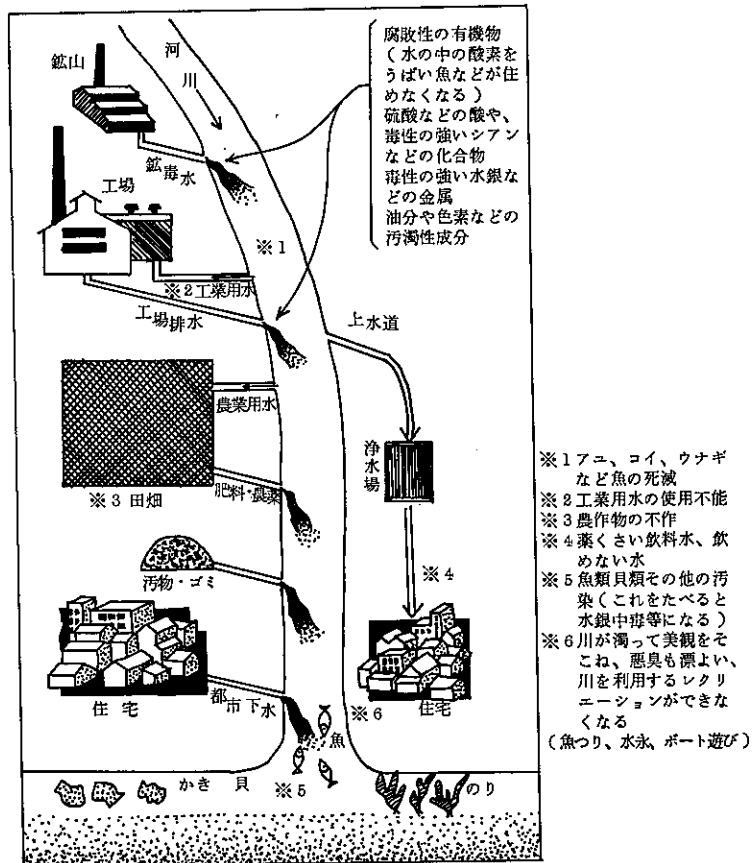 鉱山
河川
腐敗性の有機物
（水の中の酸素を
うばい魚などが住
めなくなる）
硫酸などの酸や、
毒性の強いシアン
などの化合物
毒性の強い水銀な
どの金属
油分や色素などの
汚濁性成分
鉱毒水
工場
※1
※2工業用水
工場排水
上水道
農業用水
浄水場
※3田畑
肥料・農薬
汚物・ゴミ
※4
住宅
都市下水
※6
魚
住宅
かき 貝
※5
のり
※1アユ、コイ、ウナギ
など魚の死滅
※2工業用水の使用不能
※3農作物の不作
※4薬くさい飲料水、飲
めない水
※5魚類貝類その他の汚
染（これをたべると
水銀中毒等になる）
※6川が濁って美観をそ
こね、悪臭も漂よい、
川を利用するレクリ
エーションができな
くなる
（魚つり、水永、ボート遊び）